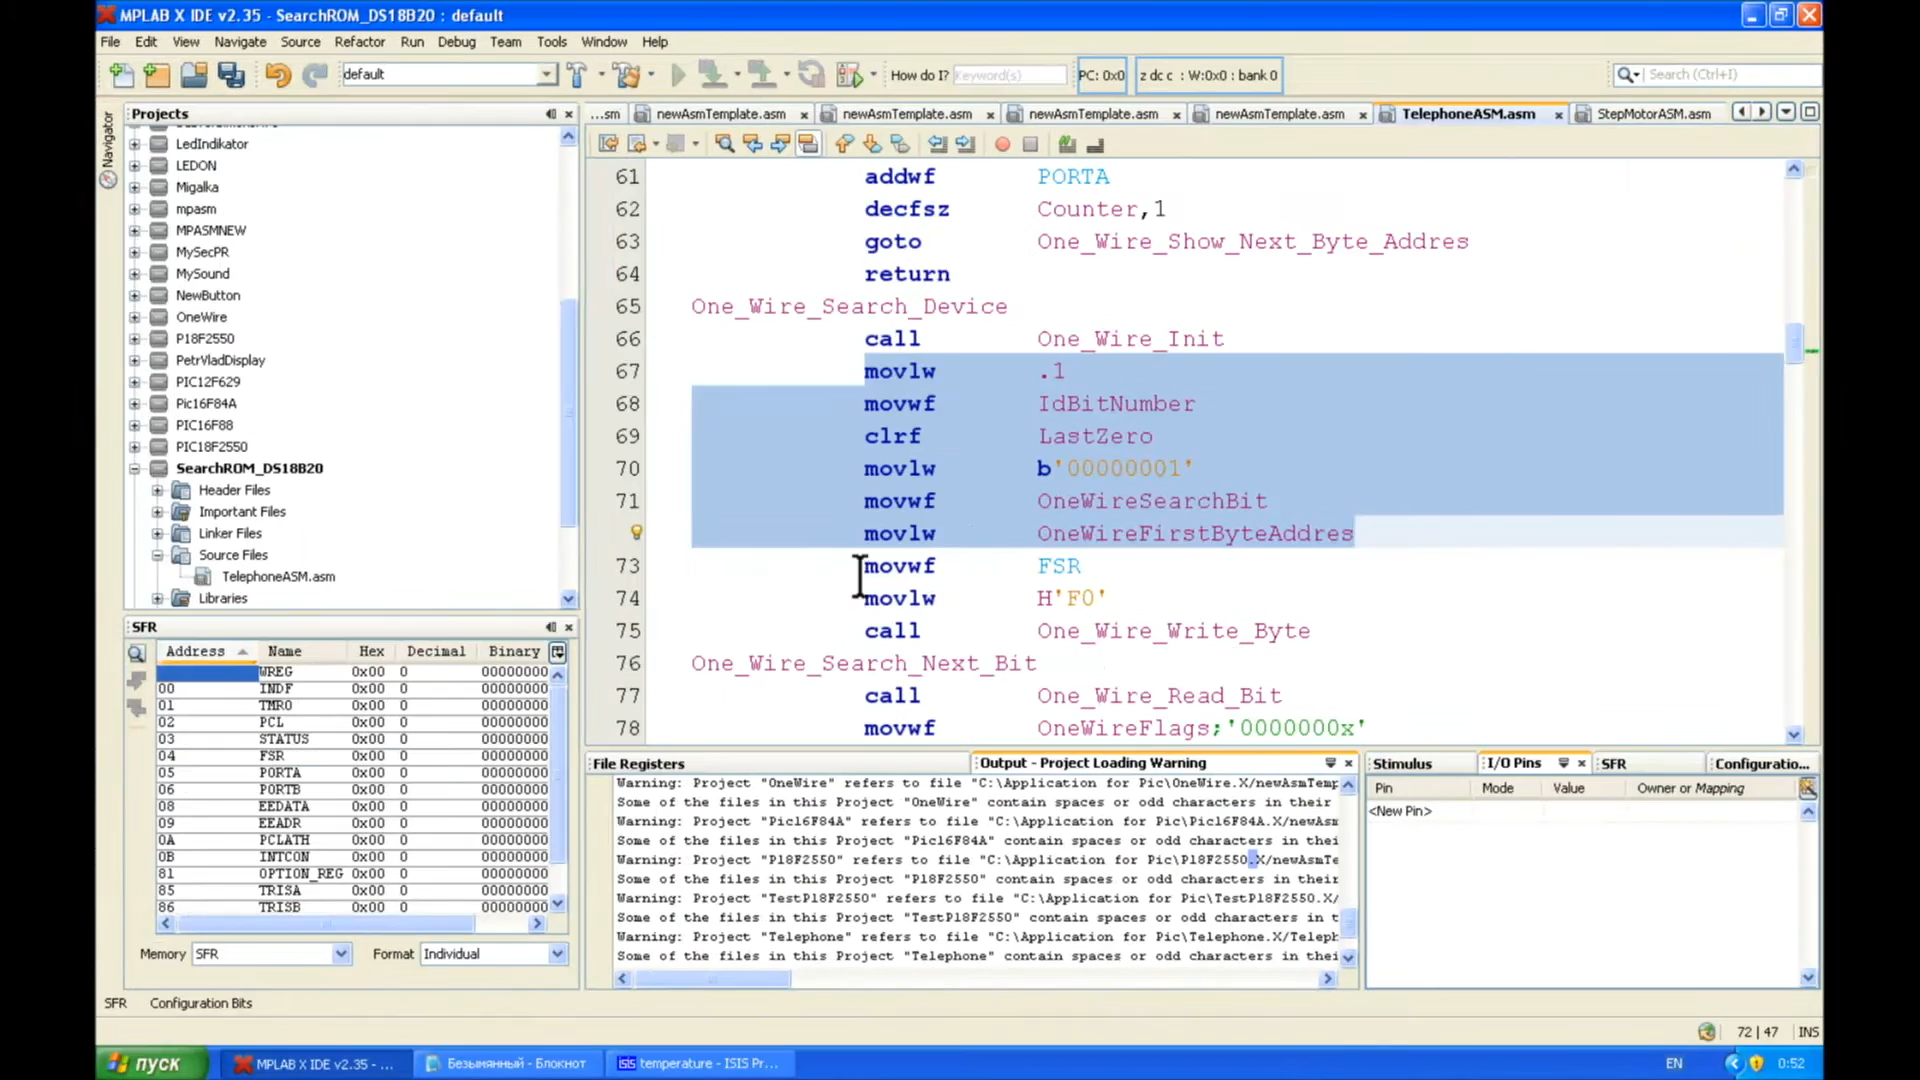 MPLAB X IDE v2.35 - SearchROM_DS18B20 : default
File Edit View Navigate Source Refactor Run Debug Team Tools Window Help
default How do I? Keyword(s) PC: 0x0 z dc c : W:0x0 : bank 0 Search (Ctrl+I)
Navigator
Projects
LedIndikator
LEDON
Migalka
mpasm
MPASMNEW
MySecPR
MySound
NewButton
OneWire
P18F2550
PetrVladDisplay
PIC12F629
Pic16F84A
PIC16F88
PIC18F2550
SearchROM_DS18B20
Header Files
Important Files
Linker Files
Source Files
TelephoneASM.asm
Libraries
...sm newAsmTemplate.asm newAsmTemplate.asm newAsmTemplate.asm newAsmTemplate.asm TelephoneASM.asm StepMotorASM.asm
61 addwf PORTA
62 decfsz Counter,1
63 goto One_Wire_Show_Next_Byte_Addres
64 return
65 One_Wire_Search_Device
66 call One_Wire_Init
67 movlw .1
68 movwf IdBitNumber
69 clrf LastZero
70 movlw b'00000001'
71 movwf OneWireSearchBit
movlw OneWireFirstByteAddres
73 movwf FSR
74 movlw H'F0'
75 call One_Wire_Write_Byte
76 One_Wire_Search_Next_Bit
77 call One_Wire_Read_Bit
78 movwf OneWireFlags;'0000000x'
SFR
Address Name Hex Decimal Binary
WREG 0x00 0 00000000
00 INDF 0x00 0 00000000
01 TMR0 0x00 0 00000000
02 PCL 0x00 0 00000000
03 STATUS 0x00 0 00000000
04 FSR 0x00 0 00000000
05 PORTA 0x00 0 00000000
06 PORTB 0x00 0 00000000
08 EEDATA 0x00 0 00000000
09 EEADR 0x00 0 00000000
0A PCLATH 0x00 0 00000000
0B INTCON 0x00 0 00000000
81 OPTION_REG 0x00 0 00000000
85 TRISA 0x00 0 00000000
86 TRISB 0x00 0 00000000
Memory SFR Format Individual
File Registers Output - Project Loading Warning
Warning: Project "OneWire" refers to file "C:\Application for Pic\OneWire.X/newAsmTemp
Some of the files in this Project "OneWire" contain spaces or odd characters in their
Warning: Project "Pic16F84A" refers to file "C:\Application for Pic\Pic16F84A.X/newAsm
Some of the files in this Project "Pic16F84A" contain spaces or odd characters in thei
Warning: Project "P18F2550" refers to file "C:\Application for Pic\P18F2550.X/newAsmTe
Some of the files in this Project "P18F2550" contain spaces or odd characters in their
Warning: Project "TestP18F2550" refers to file "C:\Application for Pic\TestP18F2550.X/
Some of the files in this Project "TestP18F2550" contain spaces or odd characters in t
Warning: Project "Telephone" refers to file "C:\Application for Pic\Telephone.X/Teleph
Some of the files in this Project "Telephone" contain spaces or odd characters in thei
Stimulus I/O Pins SFR Configuratio...
Pin Mode Value Owner or Mapping
<New Pin>
SFR Configuration Bits
72 | 47 INS
пуск MPLAB X IDE v2.35 - ... Безымянный - Блокнот ISIS temperature - ISIS Pr... EN 0:52